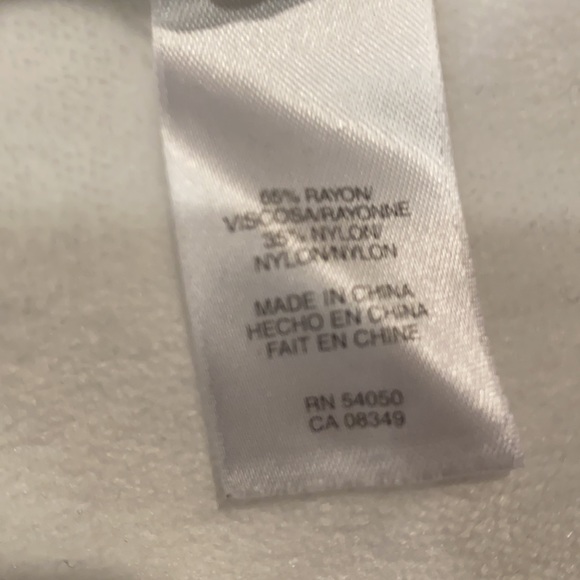 65% RAYON/
VISCOSA/RAYONNE
35% NYLON/
NYLON/NYLON
MADE IN CHINA
HECHO EN CHINA
FAIT EN CHINE
RN 54050
CA 08349